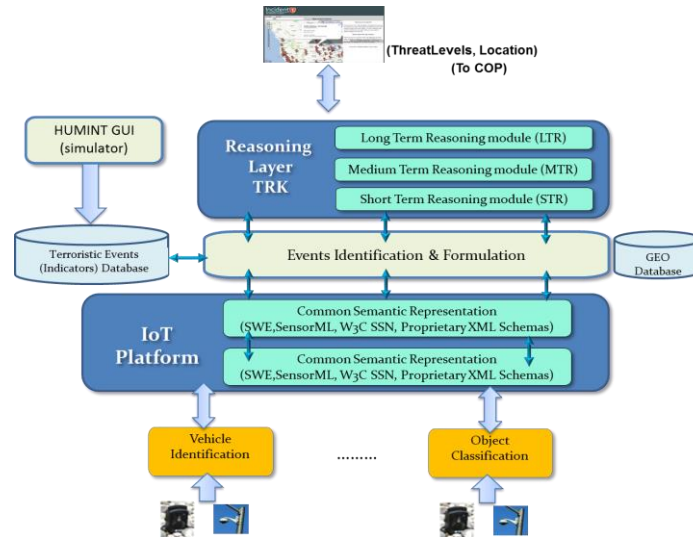 (ThreatLevels, Location)
(To COP)
HUMINT GUI
(simulator)
Reasoning
Layer
TRK
Long Term Reasoning module (LTR)
Medium Term Reasoning module (MTR)
Short Term Reasoning module (STR)
Terroristic Events
(Indicators) Database
Events Identification & Formulation
GEO
Database
IoT
Platform
Common Semantic Representation
(SWE,SensorML, W3C SSN, Proprietary XML Schemas)
Common Semantic Representation
(SWE,SensorML, W3C SSN, Proprietary XML Schemas)
Vehicle
Identification
.........
Object
Classification